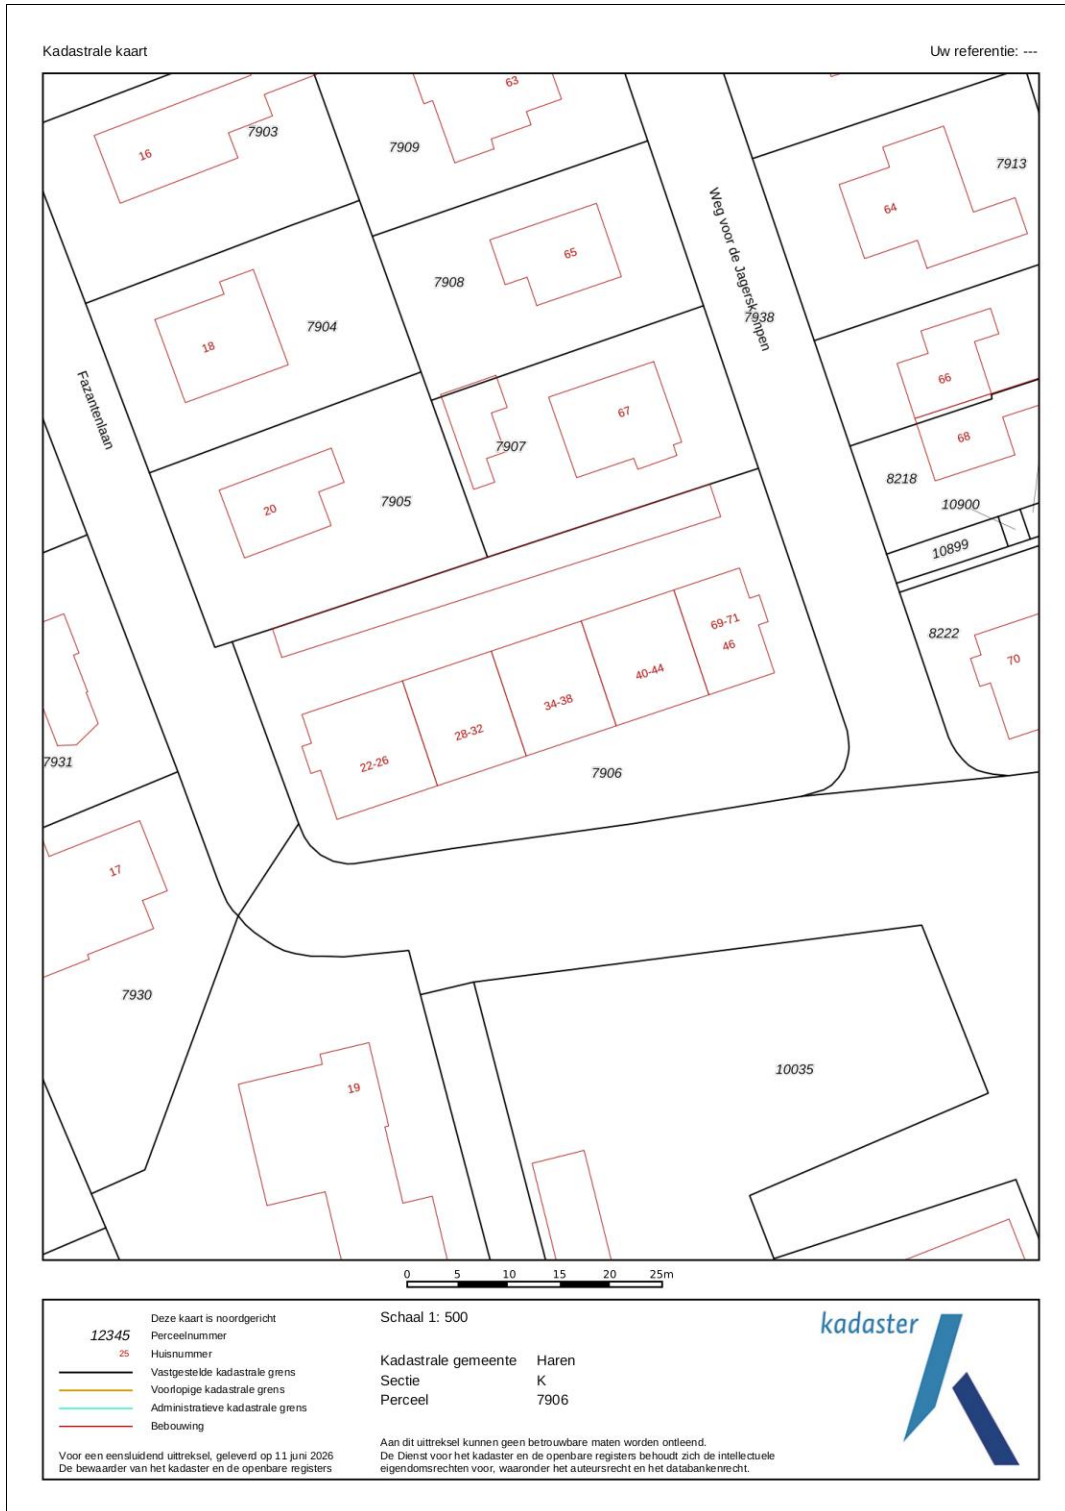 Kadastrale kaart
Uw referentie: ---
63
16
7903
7909
7913
64
Weg voor de Jagerskampen
65
7908
7938
7904
18
66
Fazantenlaan
67
68
7907
8218
20
7905
10900
10899
69-71
46
8222
70
40-44
34-38
28-32
22-26
7906
7931
17
7930
10035
19
0 5 10 15 20 25m
Deze kaart is noordgericht
12345 Perceelnummer
25 Huisnummer
Vastgestelde kadastrale grens
Voorlopige kadastrale grens
Administratieve kadastrale grens
Bebouwing
Voor een eensluidend uittreksel, geleverd op 11 juni 2026
De bewaarder van het kadaster en de openbare registers
Schaal 1: 500
Kadastrale gemeente Haren
Sectie K
Perceel 7906
Aan dit uittreksel kunnen geen betrouwbare maten worden ontleend.
De Dienst voor het kadaster en de openbare registers behoudt zich de intellectuele
eigendomsrechten voor, waaronder het auteursrecht en het databankenrecht.
kadaster